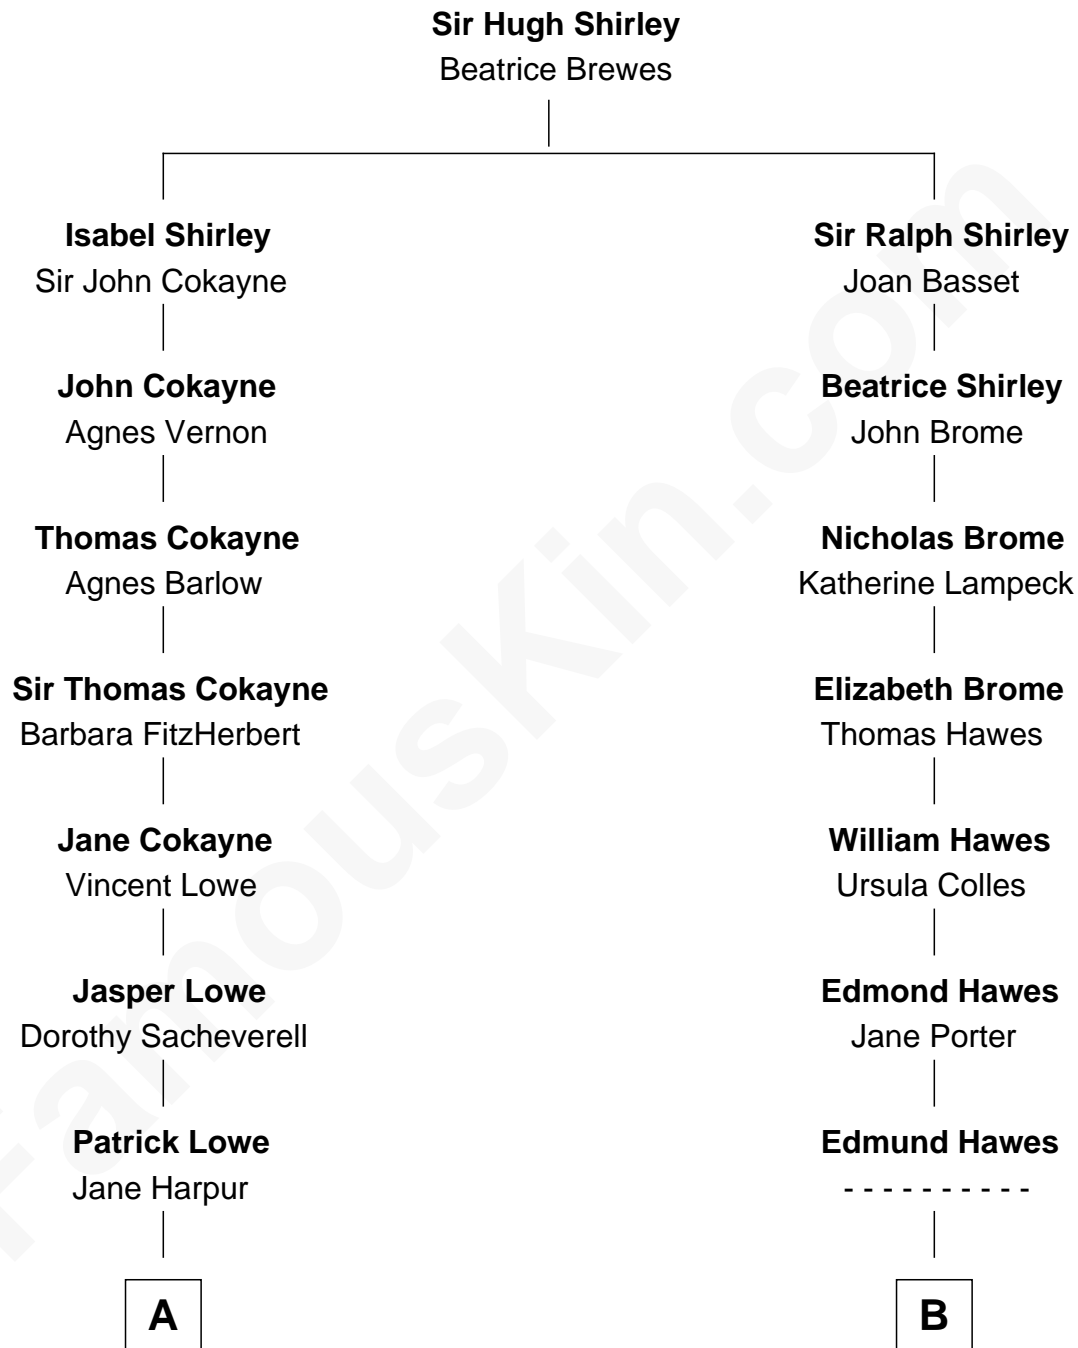 Sir Hugh Shirley
Beatrice Brewes
Isabel Shirley
Sir John Cokayne
John Cokayne
Agnes Vernon
Thomas Cokayne
Agnes Barlow
Sir Thomas Cokayne
Barbara FitzHerbert
Jane Cokayne
Vincent Lowe
Jasper Lowe
Dorothy Sacheverell
Patrick Lowe
Jane Harpur
A
Sir Ralph Shirley
Joan Basset
Beatrice Shirley
John Brome
Nicholas Brome
Katherine Lampeck
Elizabeth Brome
Thomas Hawes
William Hawes
Ursula Colles
Edmond Hawes
Jane Porter
Edmund Hawes
- - - - - - - - - -
B
FamousKin.com